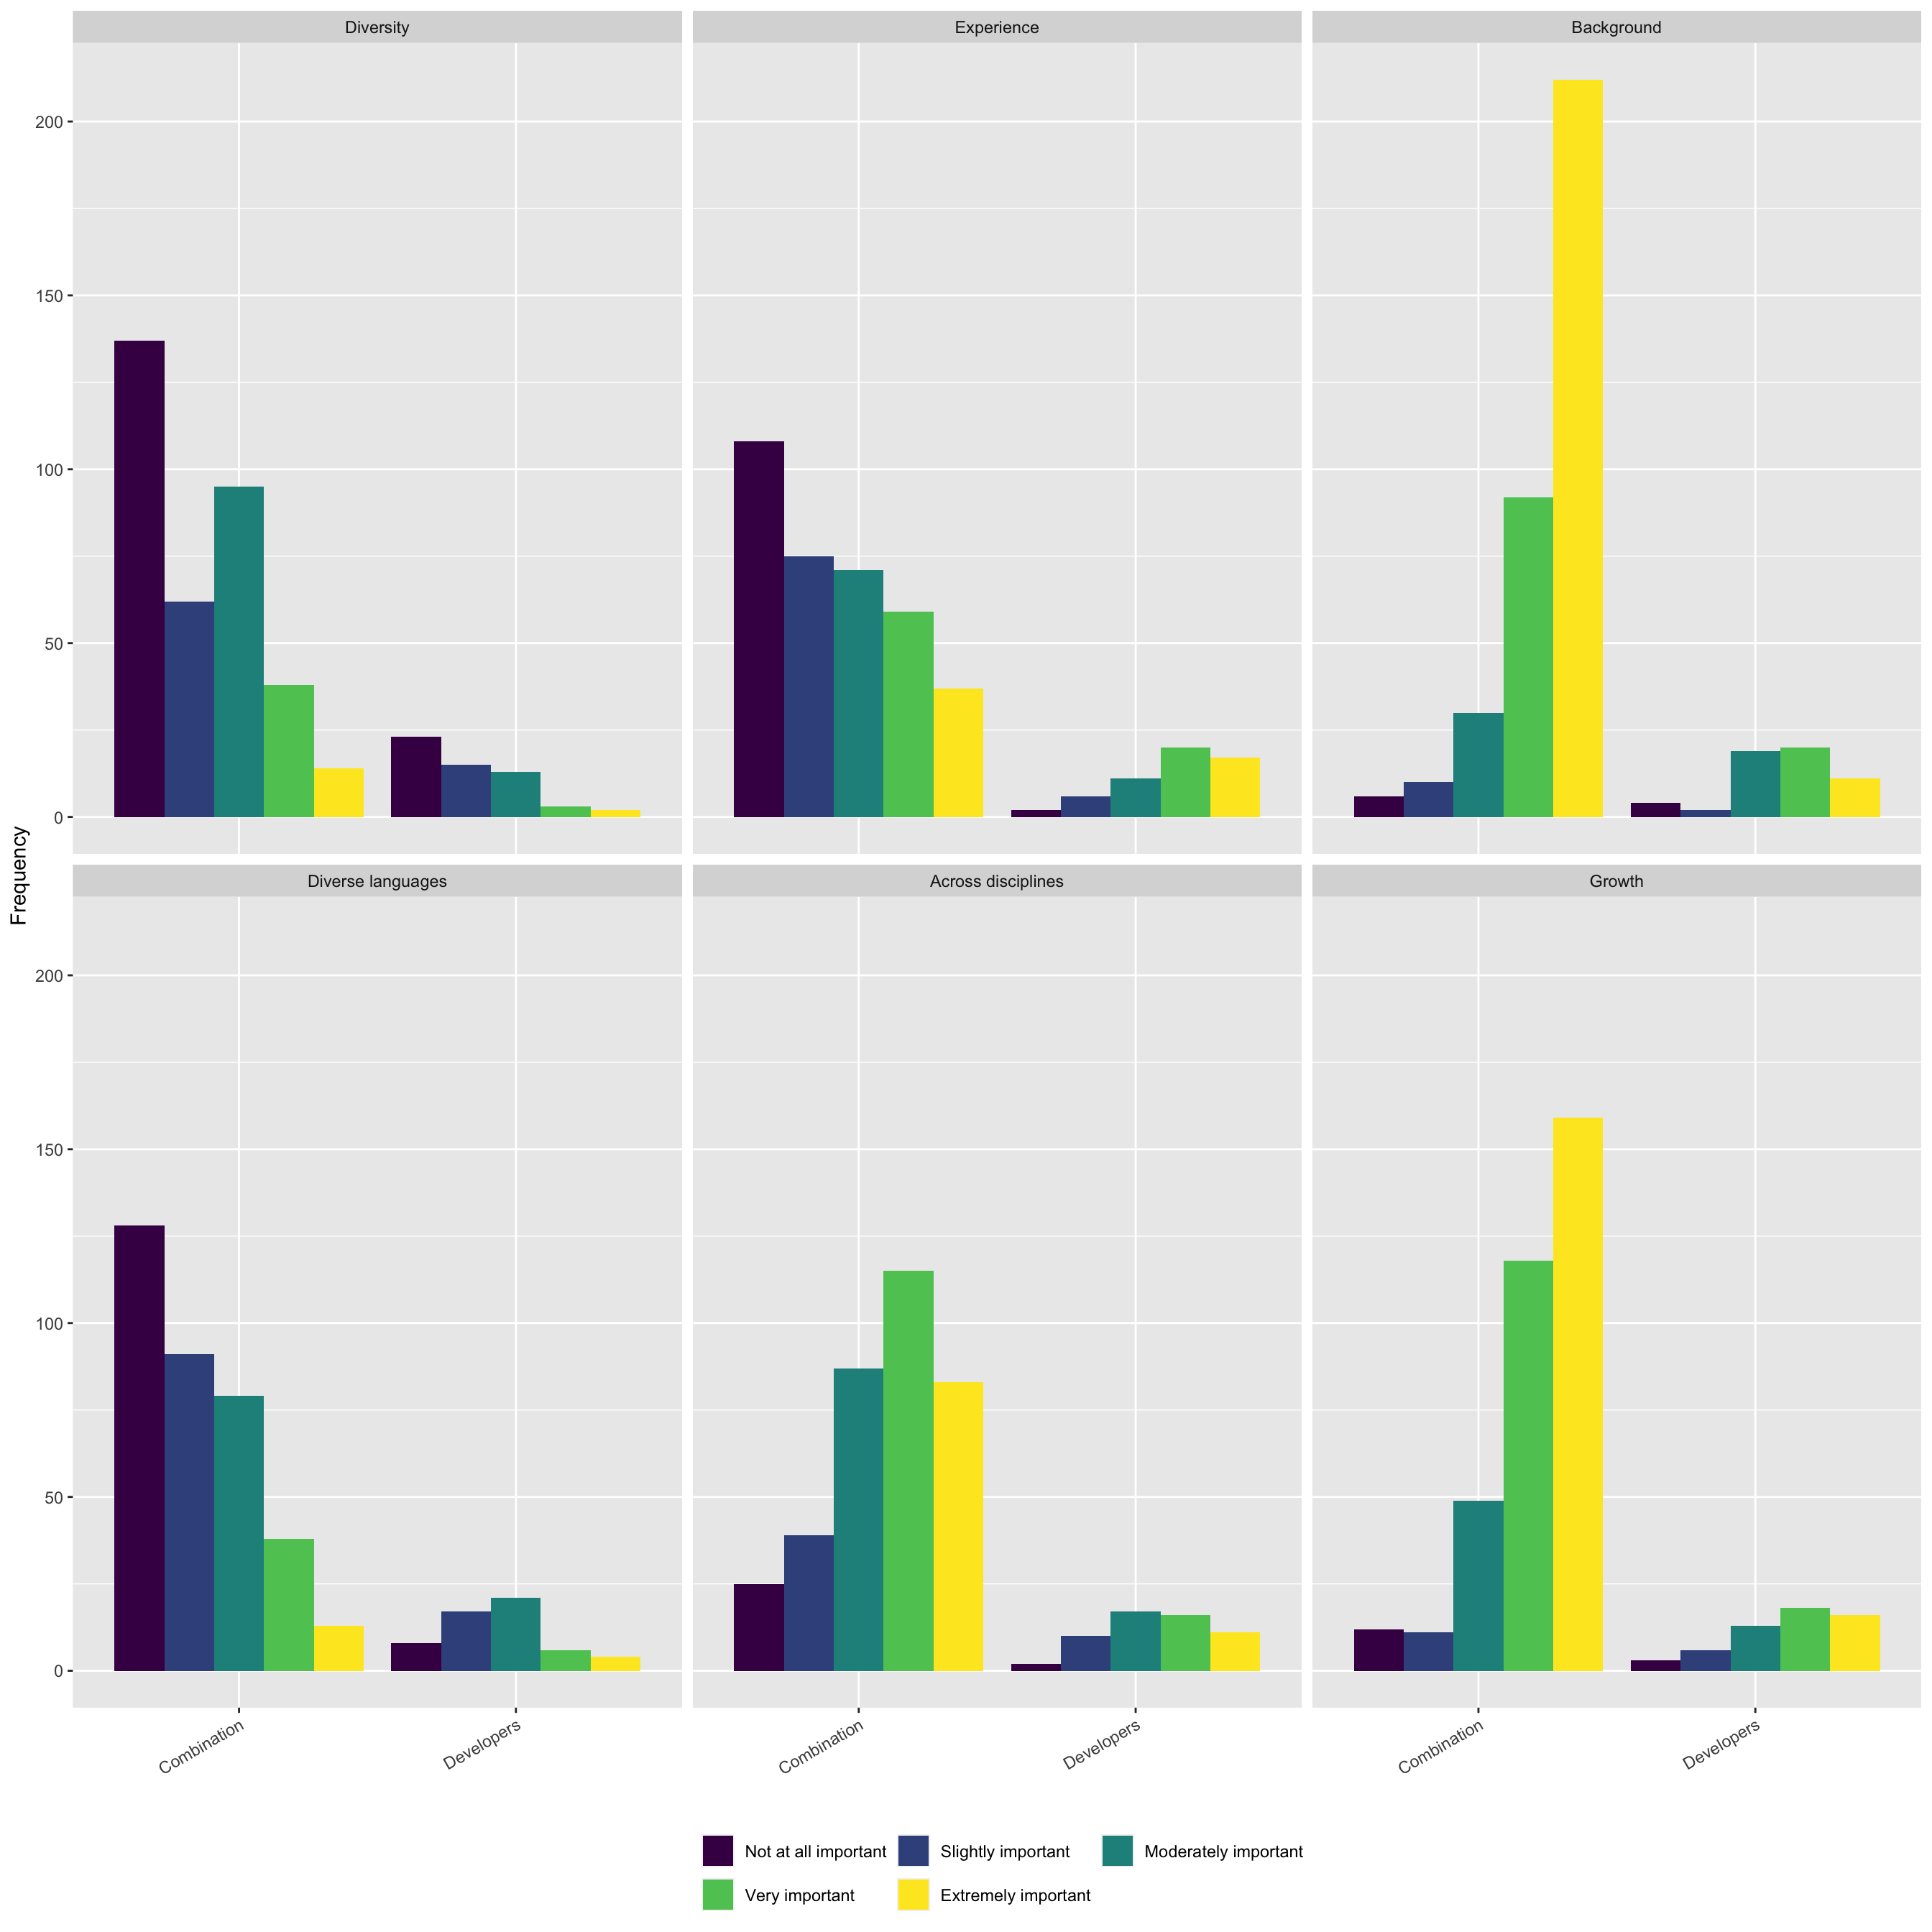 Diversity
Experience
Background
200
150
100
50
0
Frequency
Diverse languages
Across disciplines
Growth
200
150
100
50
0
Combination
Developers
Combination
Developers
Combination
Developers
Not at all important
Slightly important
Moderately important
Very important
Extremely important